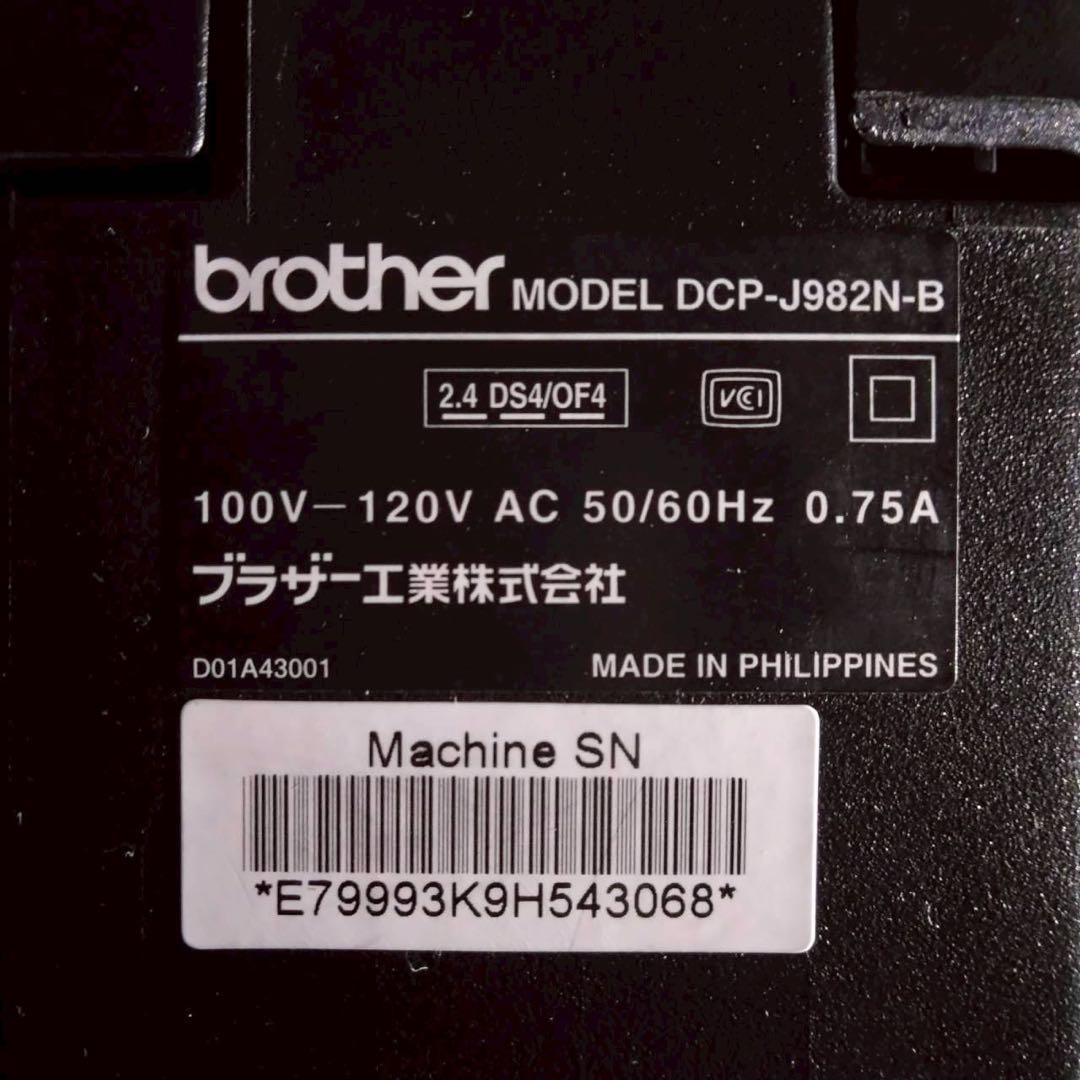 brother MODEL DCP-J982N-B
2.4 DS4/OF4 VCCI
100V-120V AC 50/60Hz 0.75A
ブラザー工業株式会社
D01A43001 MADE IN PHILIPPINES
Machine SN
*E79993K9H543068*